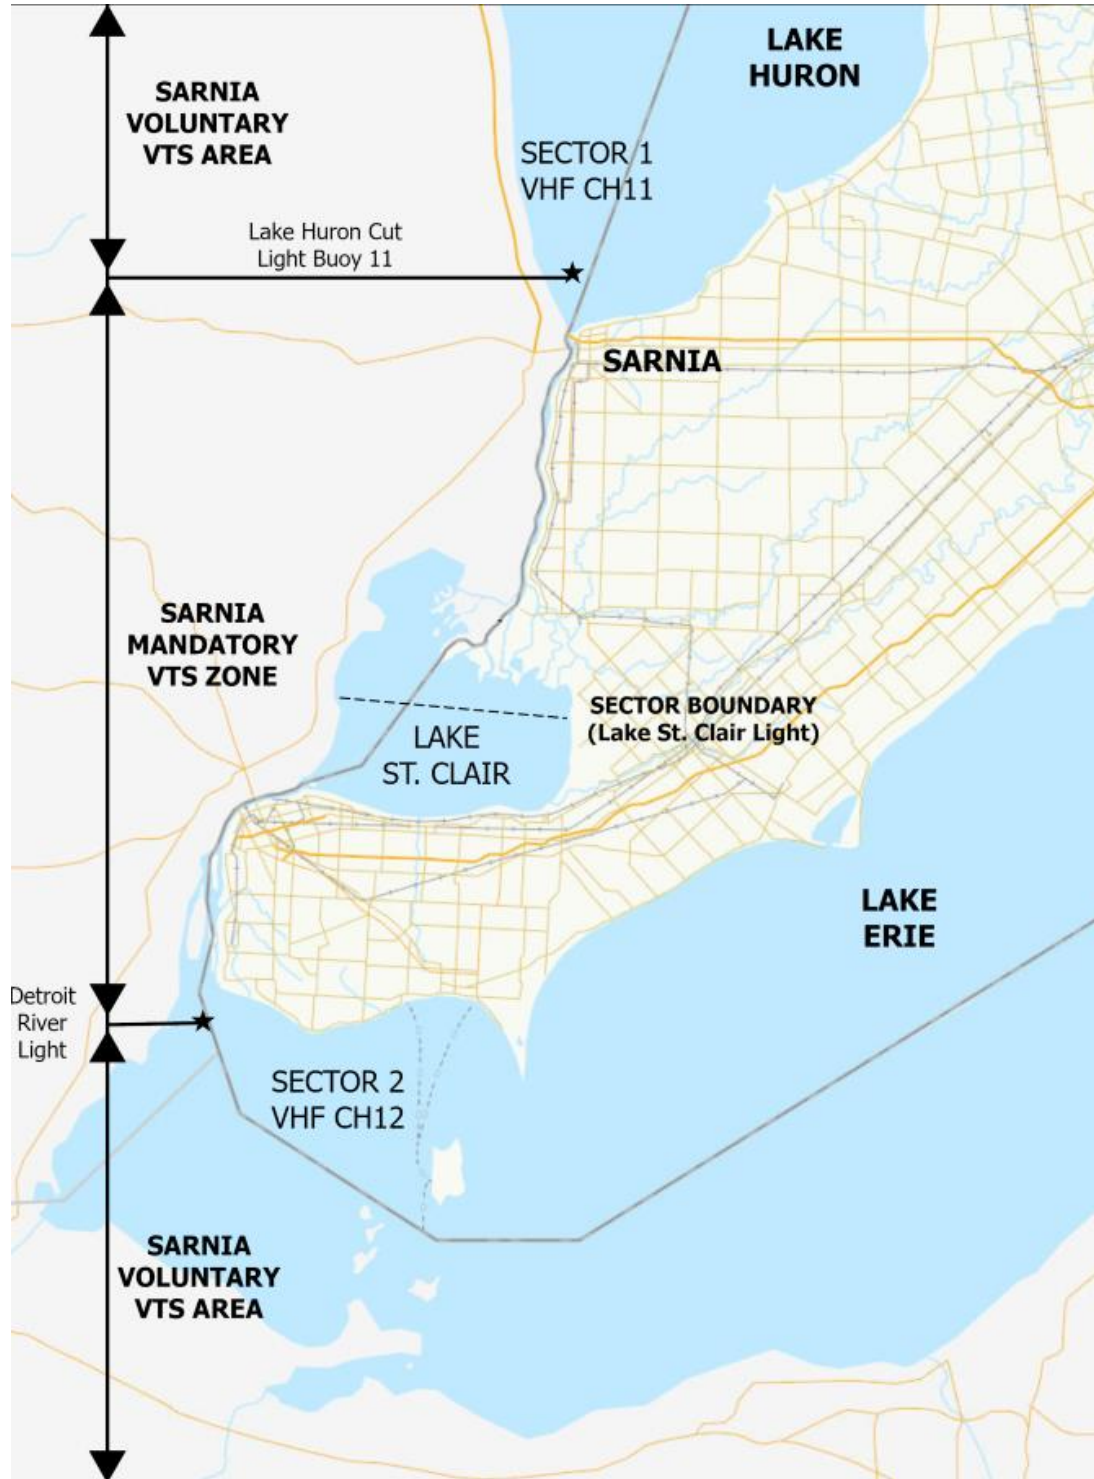 LAKE
HURON
SARNIA
VOLUNTARY
VTS AREA
SECTOR 1
VHF CH11
Lake Huron Cut
Light Buoy 11
SARNIA
SARNIA
MANDATORY
VTS ZONE
SECTOR BOUNDARY
(Lake St. Clair Light)
LAKE
ST. CLAIR
LAKE
ERIE
Detroit
River
Light
SECTOR 2
VHF CH12
SARNIA
VOLUNTARY
VTS AREA